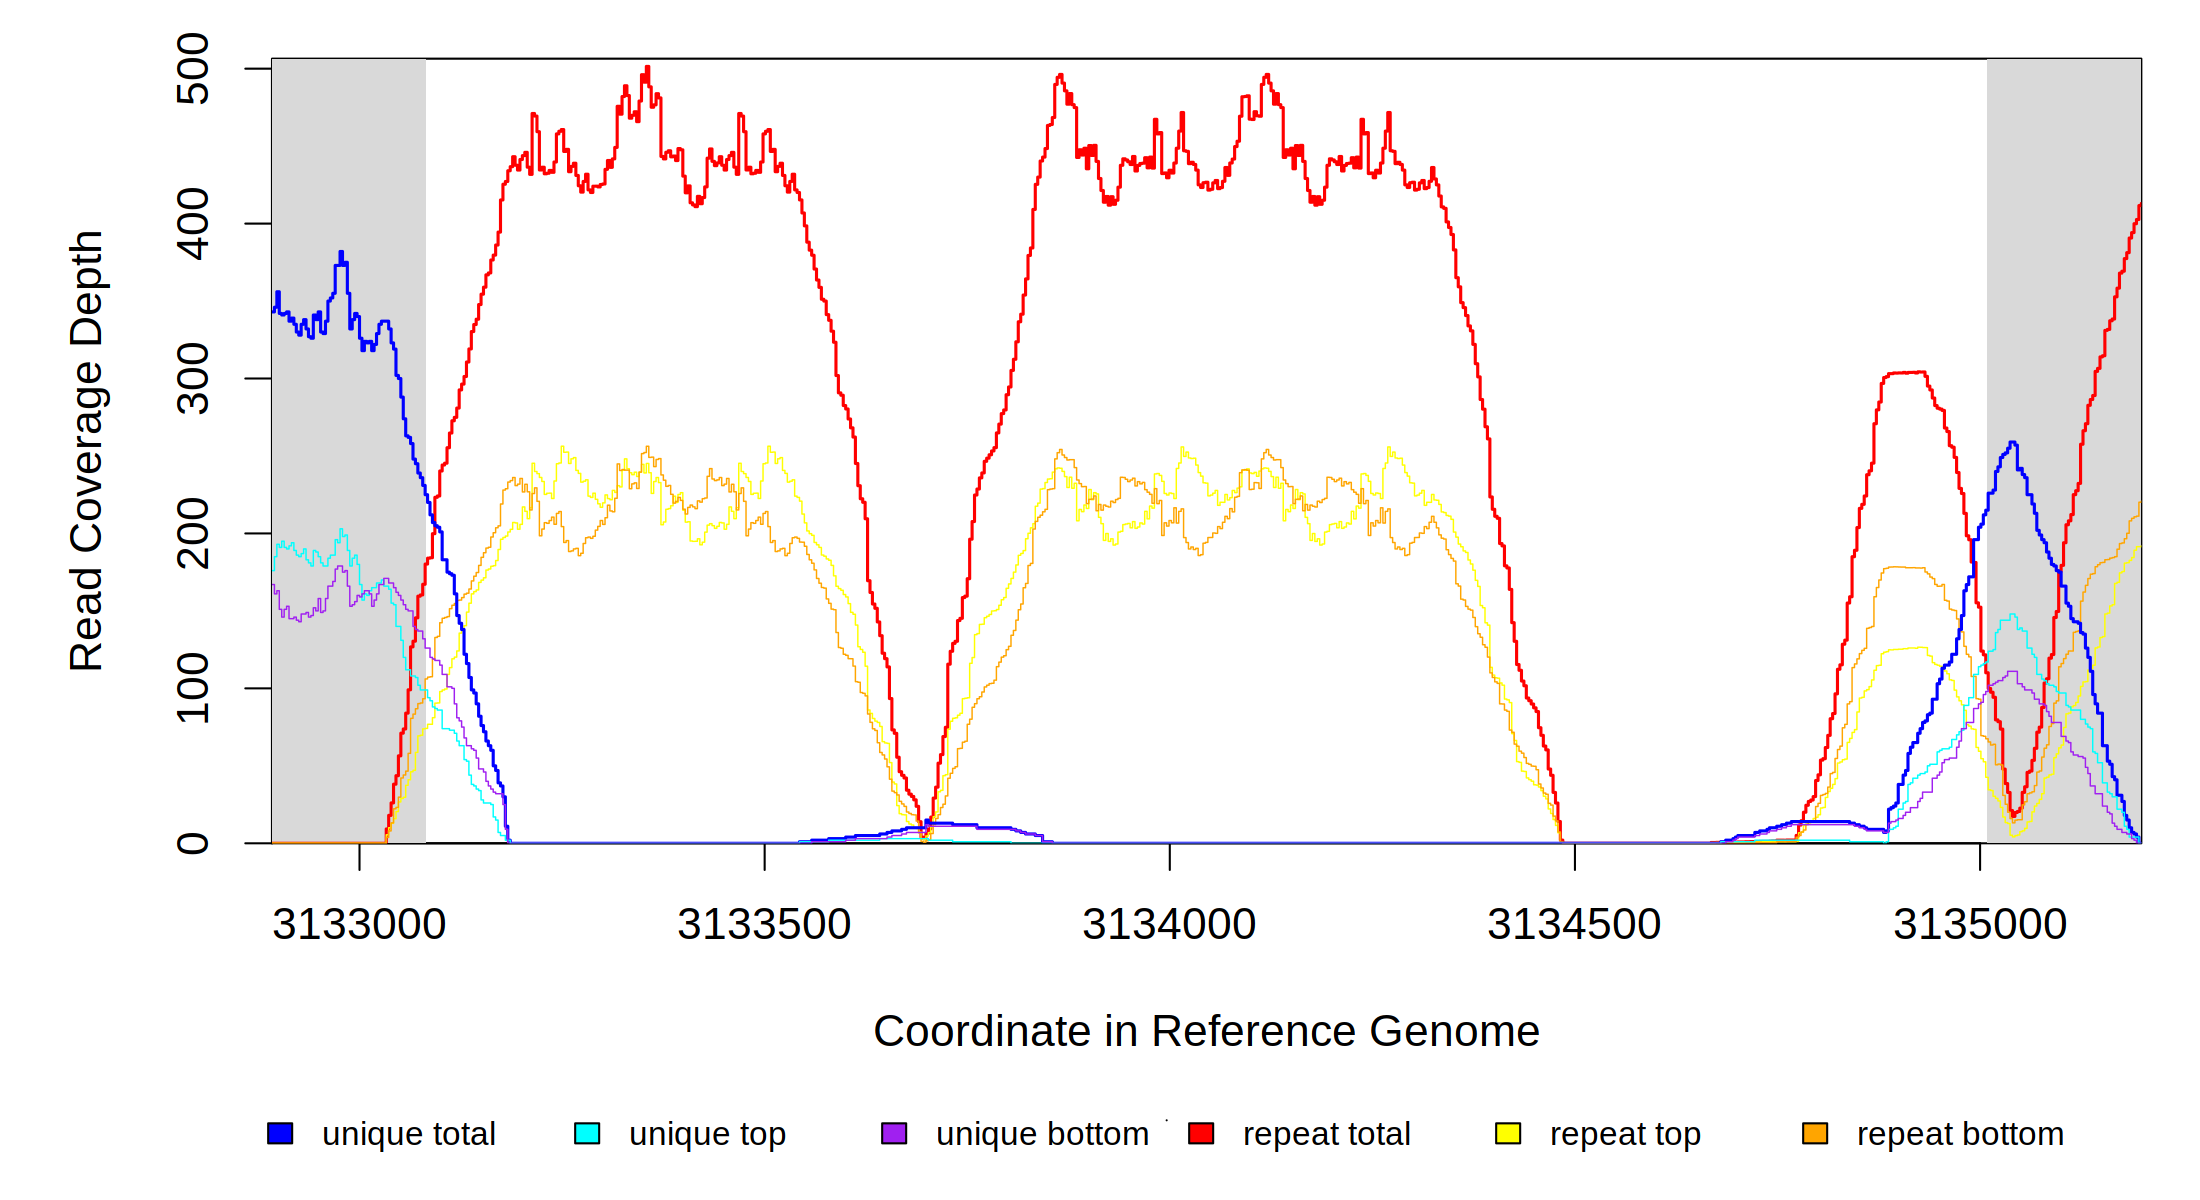 Read Coverage Depth
500
400
300
200
100
0
3133000 3133500 3134000 3134500 3135000
Coordinate in Reference Genome
unique total unique top unique bottom repeat total repeat top repeat bottom